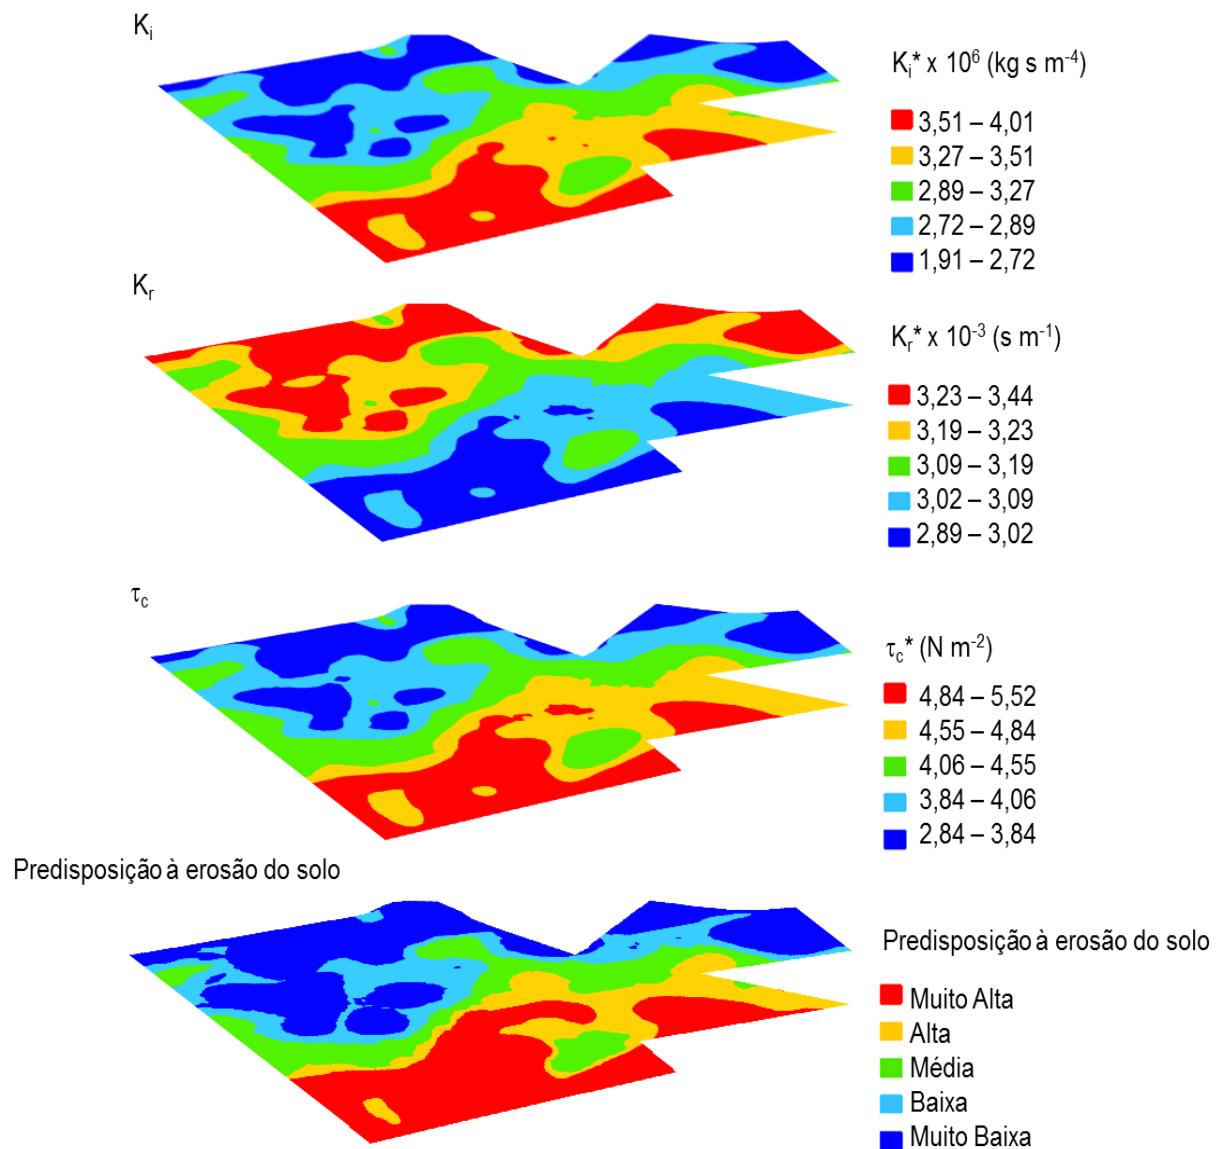 Kᵢ
Kᵢ* x 10⁶ (kg s m⁻⁴)
3,51 – 4,01
3,27 – 3,51
2,89 – 3,27
2,72 – 2,89
1,91 – 2,72
Kᵣ
Kᵣ* x 10⁻³ (s m⁻¹)
3,23 – 3,44
3,19 – 3,23
3,09 – 3,19
3,02 – 3,09
2,89 – 3,02
τc
τc* (N m⁻²)
4,84 – 5,52
4,55 – 4,84
4,06 – 4,55
3,84 – 4,06
2,84 – 3,84
Predisposição à erosão do solo
Predisposição à erosão do solo
Muito Alta
Alta
Média
Baixa
Muito Baixa